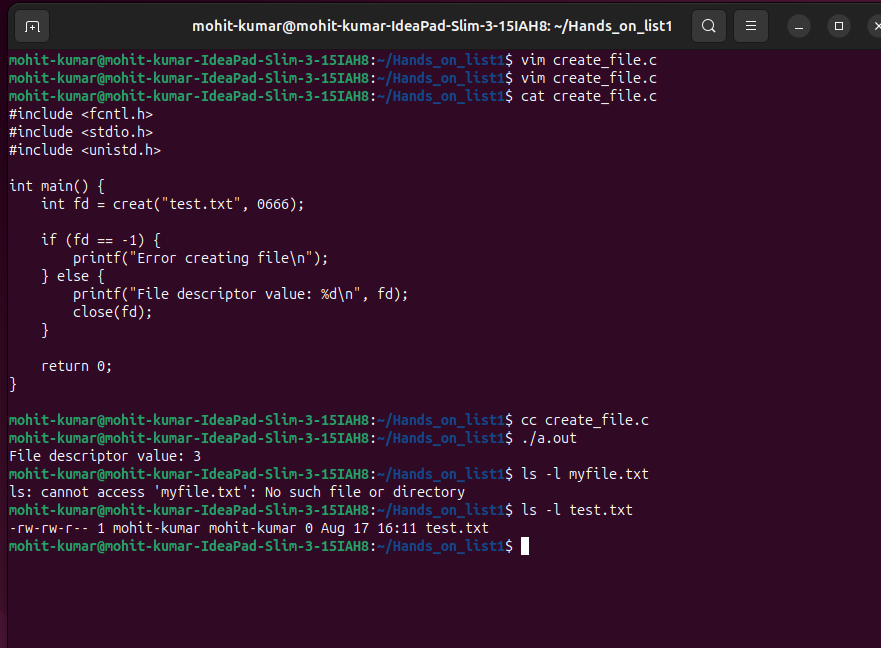 mohit-kumar@mohit-kumar-IdeaPad-Slim-3-15IAH8: ~/Hands_on_list1
mohit-kumar@mohit-kumar-IdeaPad-Slim-3-15IAH8:~/Hands_on_list1$ vim create_file.c
mohit-kumar@mohit-kumar-IdeaPad-Slim-3-15IAH8:~/Hands_on_list1$ vim create_file.c
mohit-kumar@mohit-kumar-IdeaPad-Slim-3-15IAH8:~/Hands_on_list1$ cat create_file.c
#include <fcntl.h>
#include <stdio.h>
#include <unistd.h>

int main() {
    int fd = creat("test.txt", 0666);

    if (fd == -1) {
        printf("Error creating file\n");
    } else {
        printf("File descriptor value: %d\n", fd);
        close(fd);
    }

    return 0;
}

mohit-kumar@mohit-kumar-IdeaPad-Slim-3-15IAH8:~/Hands_on_list1$ cc create_file.c
mohit-kumar@mohit-kumar-IdeaPad-Slim-3-15IAH8:~/Hands_on_list1$ ./a.out
File descriptor value: 3
mohit-kumar@mohit-kumar-IdeaPad-Slim-3-15IAH8:~/Hands_on_list1$ ls -l myfile.txt
ls: cannot access 'myfile.txt': No such file or directory
mohit-kumar@mohit-kumar-IdeaPad-Slim-3-15IAH8:~/Hands_on_list1$ ls -l test.txt
-rw-rw-r-- 1 mohit-kumar mohit-kumar 0 Aug 17 16:11 test.txt
mohit-kumar@mohit-kumar-IdeaPad-Slim-3-15IAH8:~/Hands_on_list1$